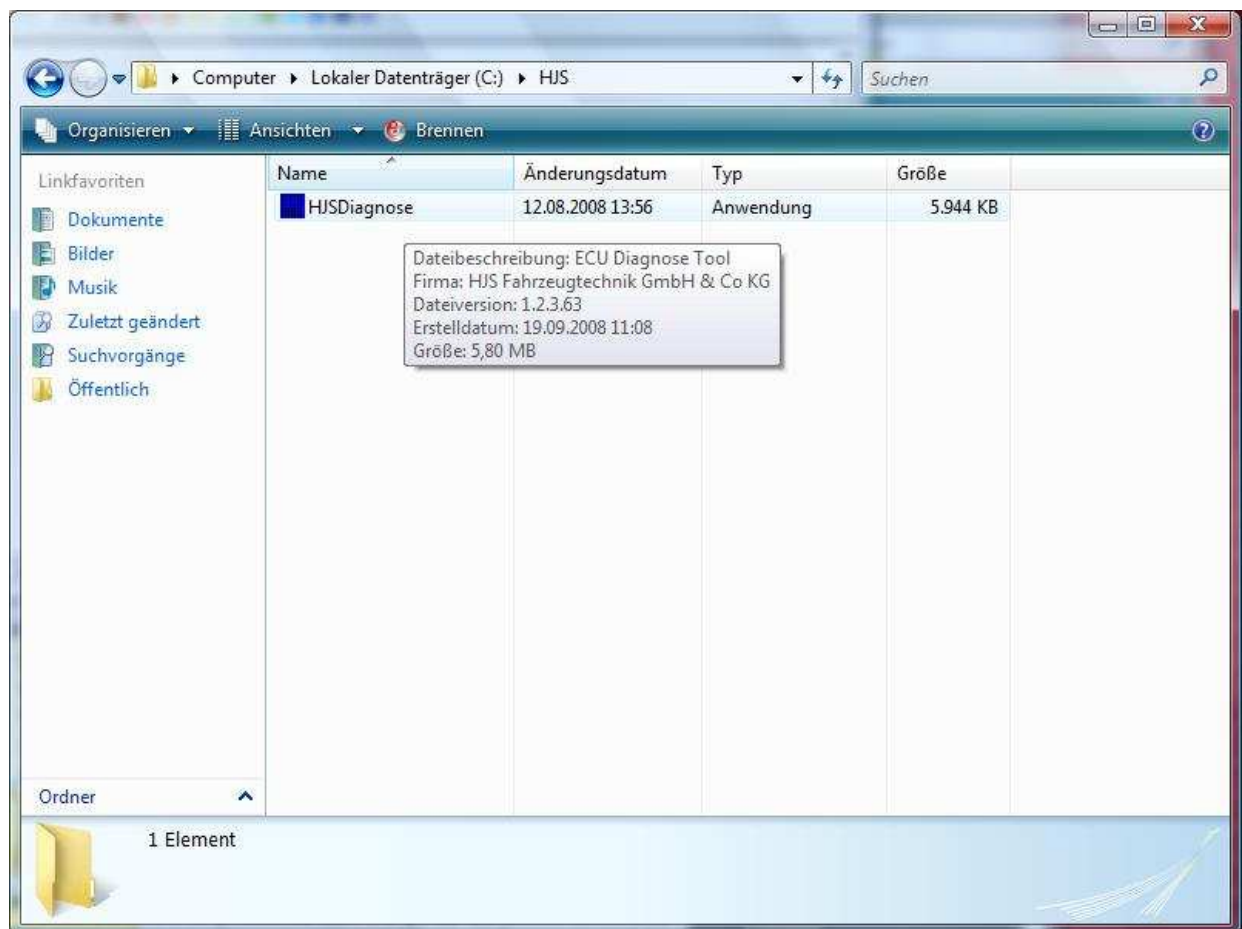 Computer ▸ Lokaler Datenträger (C:) ▸ HJS
Suchen
Organisieren Ansichten Brennen
Linkfavoriten
Dokumente
Bilder
Musik
Zuletzt geändert
Suchvorgänge
Öffentlich
Ordner
Name Änderungsdatum Typ Größe
HJSDiagnose 12.08.2008 13:56 Anwendung 5.944 KB
Dateibeschreibung: ECU Diagnose Tool
Firma: HJS Fahrzeugtechnik GmbH & Co KG
Dateiversion: 1.2.3.63
Erstelldatum: 19.09.2008 11:08
Größe: 5,80 MB
1 Element